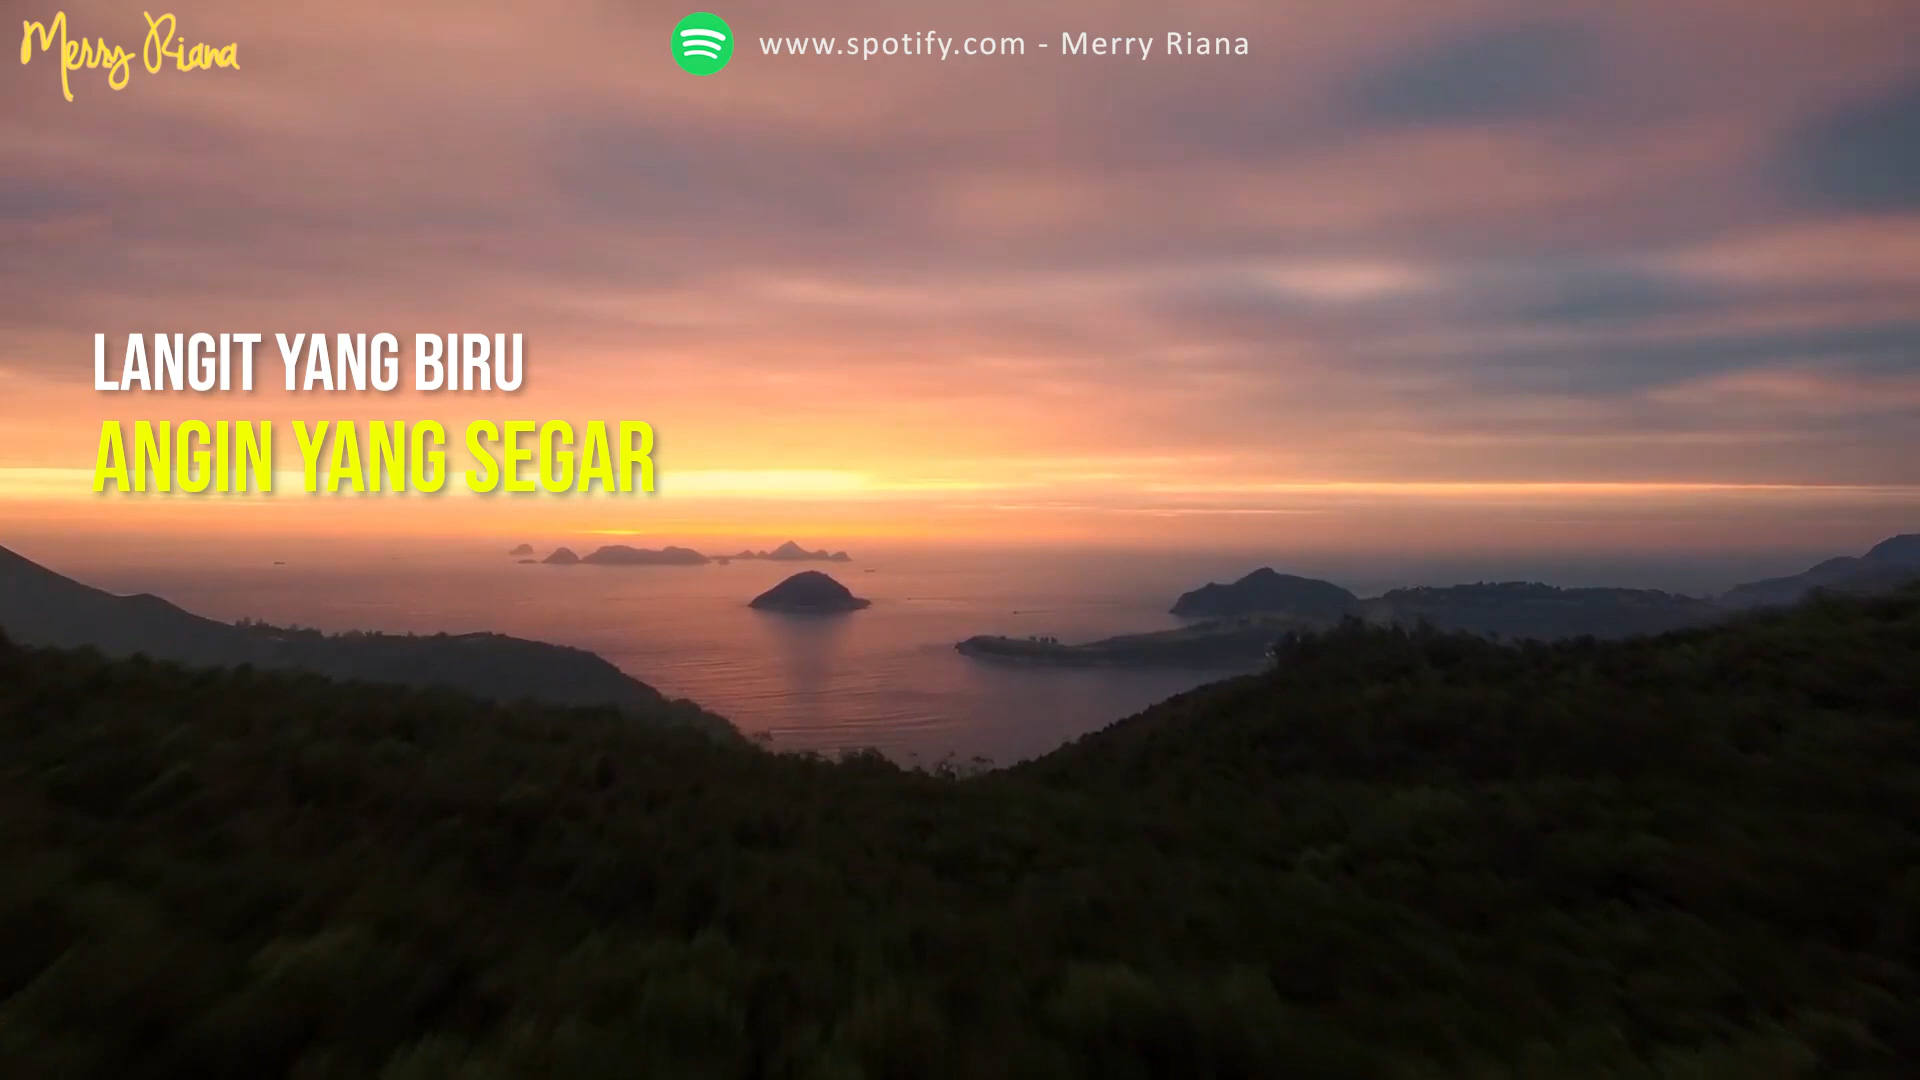 Merry Riana
www.spotify.com - Merry Riana
LANGIT YANG BIRU
ANGIN YANG SEGAR